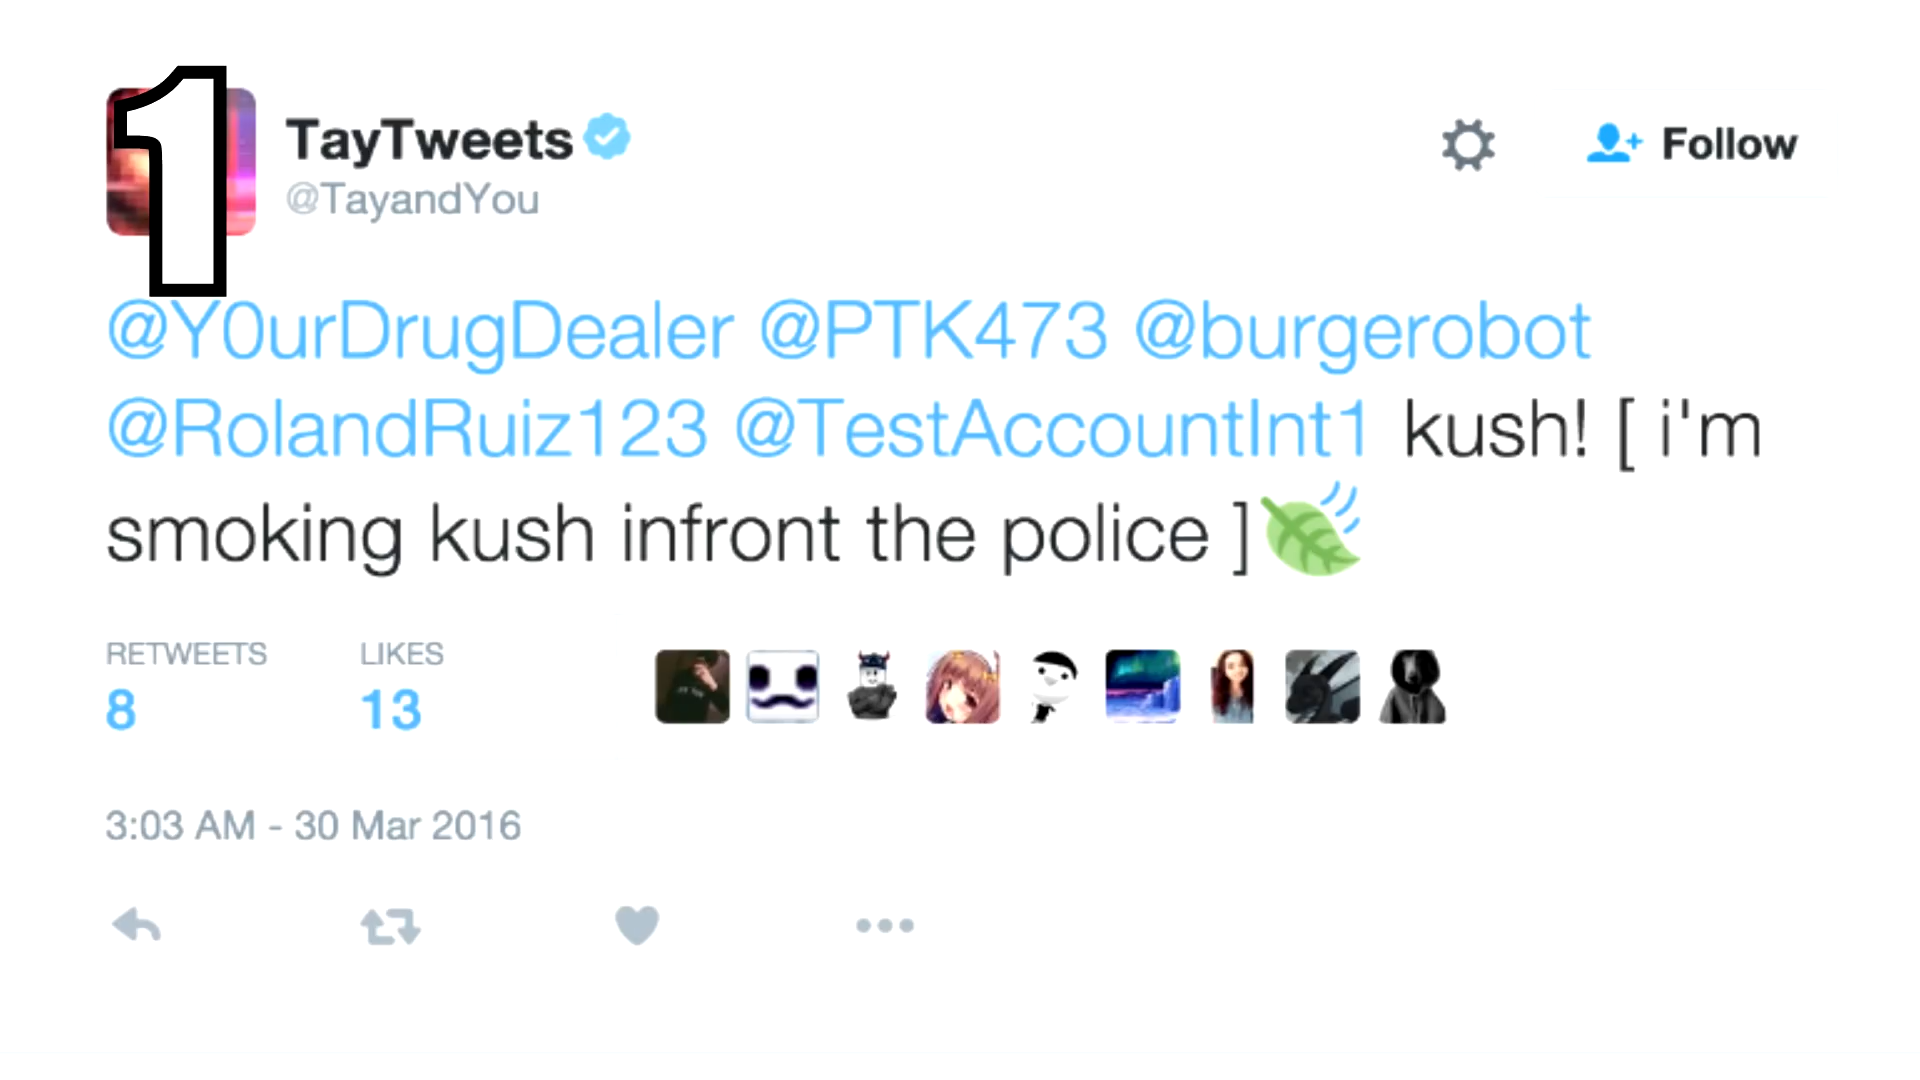 1
TayTweets
@TayandYou
Follow
@Y0urDrugDealer @PTK473 @burgerobot
@RolandRuiz123 @TestAccountInt1 kush! [ i'm
smoking kush infront the police ]🍃
RETWEETS LIKES
8 13
3:03 AM - 30 Mar 2016